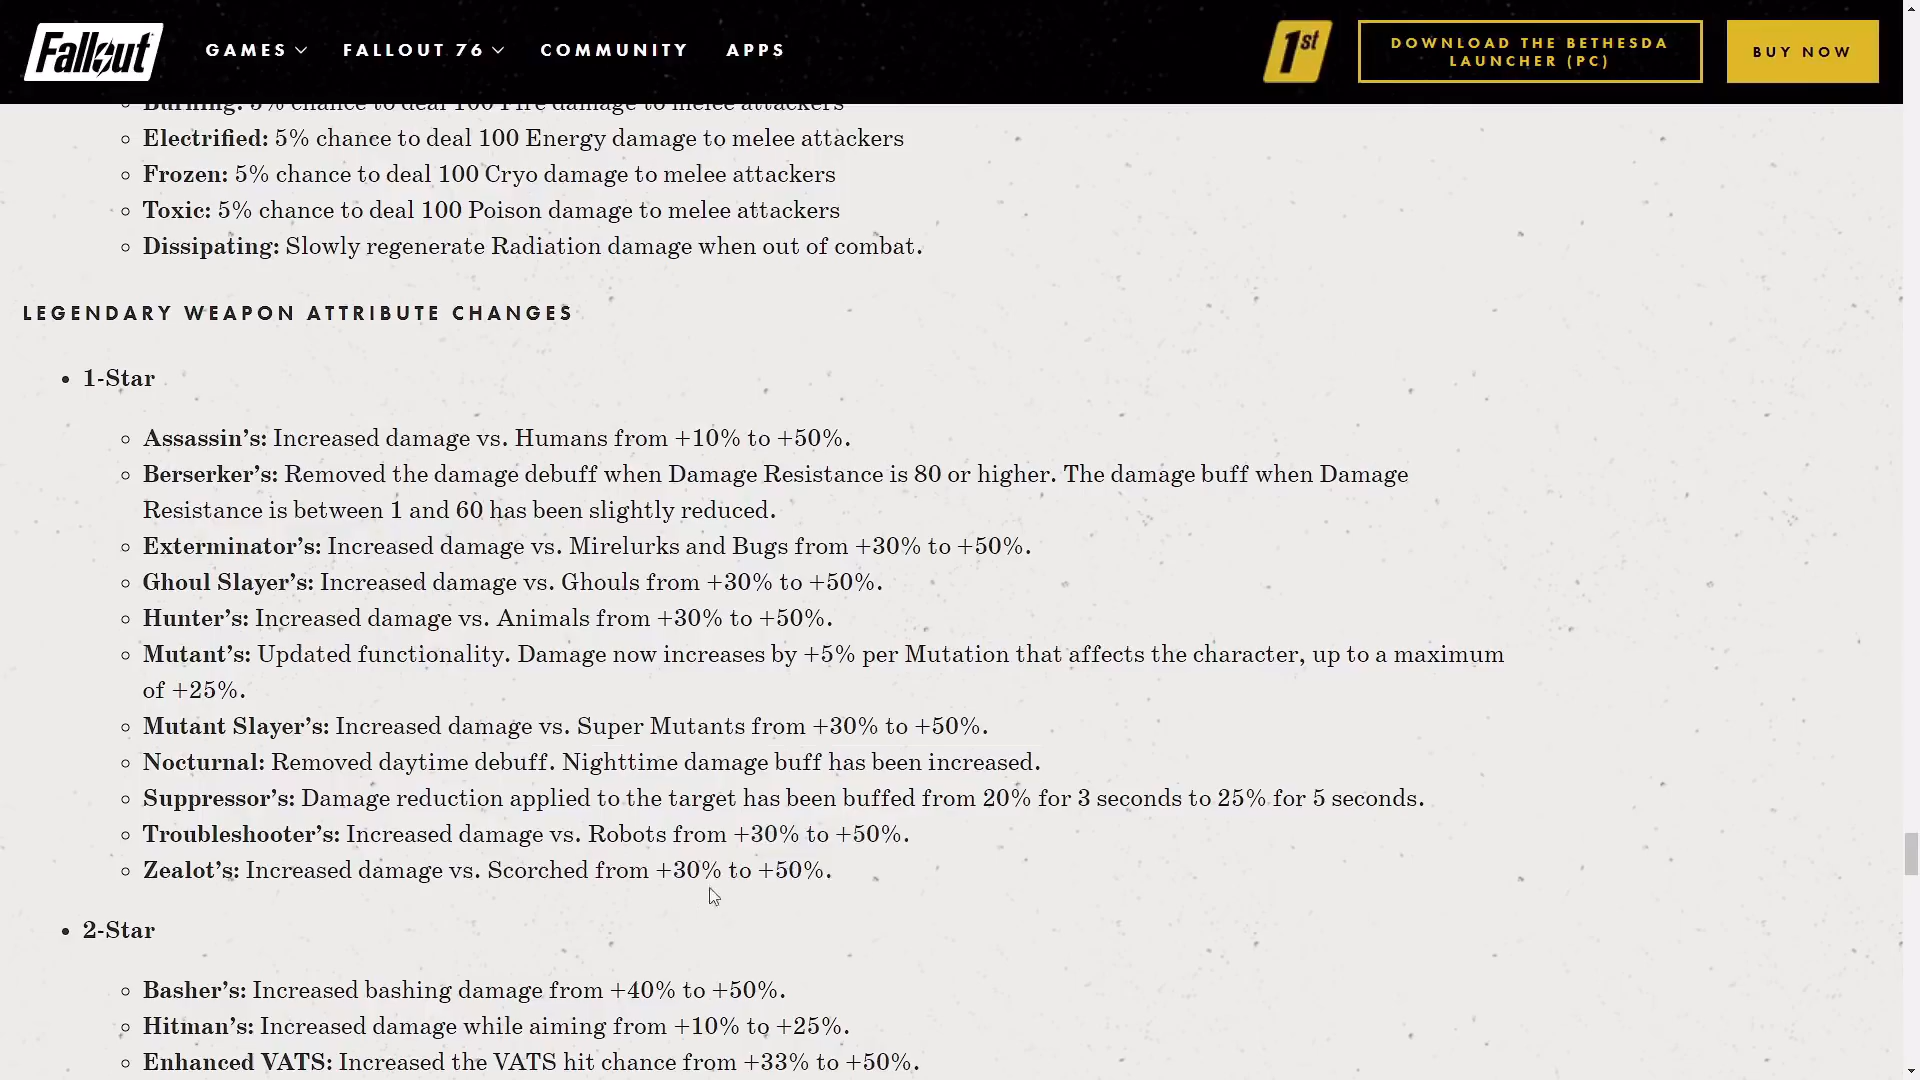 Fallout
GAMES
FALLOUT 76
COMMUNITY
APPS
1st
DOWNLOAD THE BETHESDA
LAUNCHER (PC)
BUY NOW
Burning: 5% chance to deal 100 Fire damage to melee attackers
Electrified: 5% chance to deal 100 Energy damage to melee attackers
Frozen: 5% chance to deal 100 Cryo damage to melee attackers
Toxic: 5% chance to deal 100 Poison damage to melee attackers
Dissipating: Slowly regenerate Radiation damage when out of combat.
LEGENDARY WEAPON ATTRIBUTE CHANGES
1-Star
Assassin’s: Increased damage vs. Humans from +10% to +50%.
Berserker’s: Removed the damage debuff when Damage Resistance is 80 or higher. The damage buff when Damage
Resistance is between 1 and 60 has been slightly reduced.
Exterminator’s: Increased damage vs. Mirelurks and Bugs from +30% to +50%.
Ghoul Slayer’s: Increased damage vs. Ghouls from +30% to +50%.
Hunter’s: Increased damage vs. Animals from +30% to +50%.
Mutant’s: Updated functionality. Damage now increases by +5% per Mutation that affects the character, up to a maximum
of +25%.
Mutant Slayer’s: Increased damage vs. Super Mutants from +30% to +50%.
Nocturnal: Removed daytime debuff. Nighttime damage buff has been increased.
Suppressor’s: Damage reduction applied to the target has been buffed from 20% for 3 seconds to 25% for 5 seconds.
Troubleshooter’s: Increased damage vs. Robots from +30% to +50%.
Zealot’s: Increased damage vs. Scorched from +30% to +50%.
2-Star
Basher’s: Increased bashing damage from +40% to +50%.
Hitman’s: Increased damage while aiming from +10% to +25%.
Enhanced VATS: Increased the VATS hit chance from +33% to +50%.